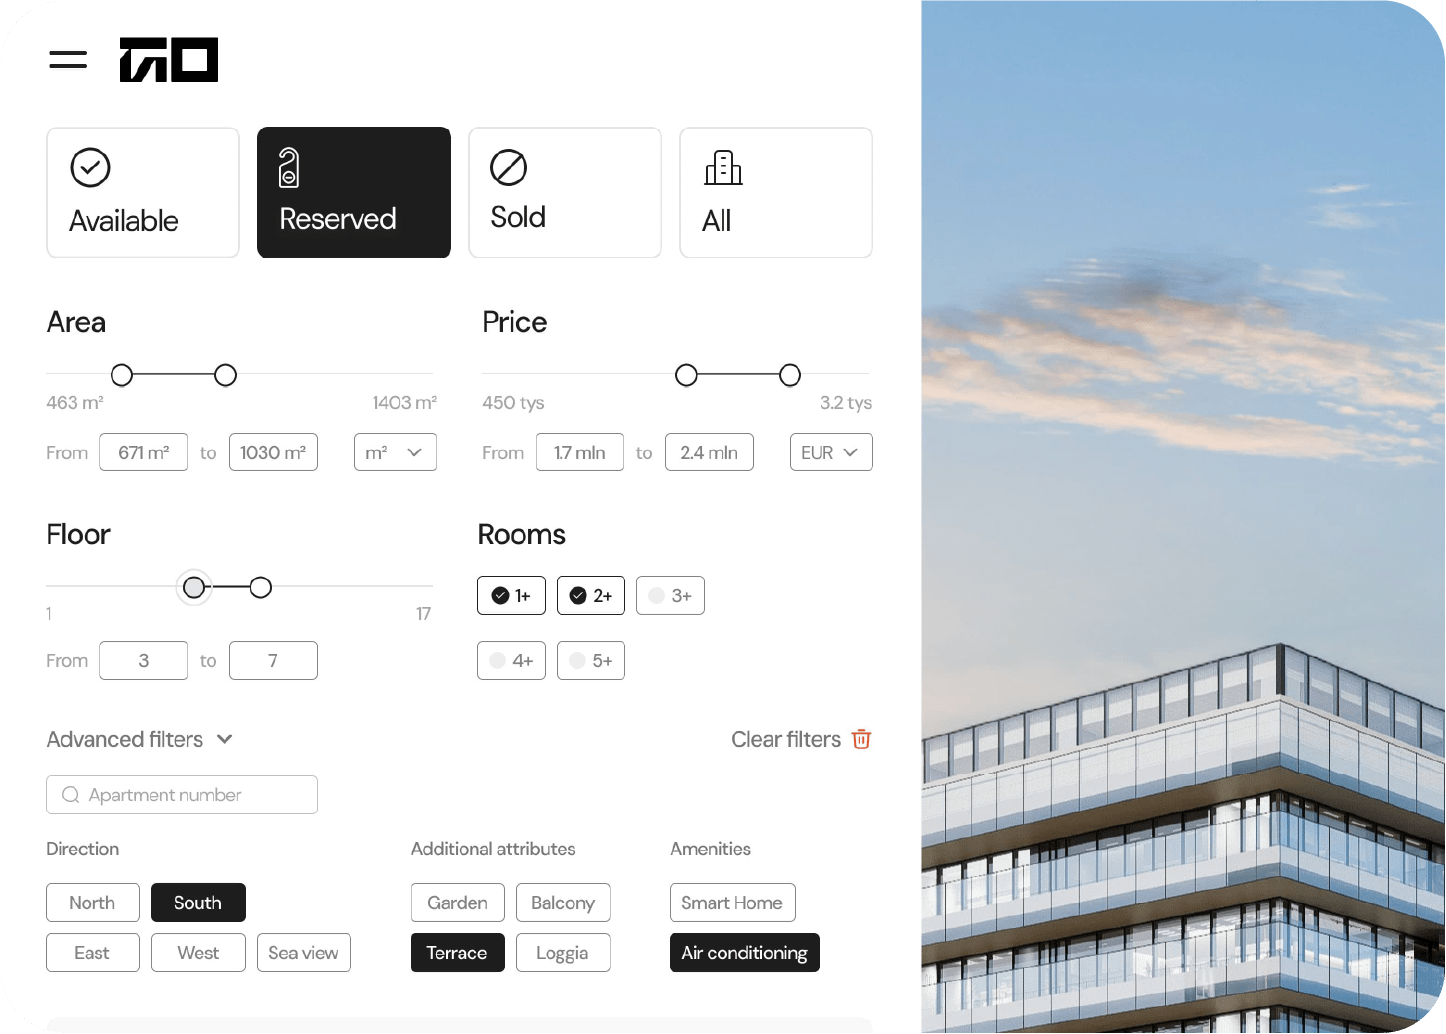 Available
Reserved
Sold
All
Area
463 m²
1403 m²
From 671 m² to 1030 m² m²
Price
450 tys
3.2 tys
From 1.7 mln to 2.4 mln EUR
Floor
1
17
From 3 to 7
Rooms
1+ 2+ 3+
4+ 5+
Advanced filters
Clear filters
Apartment number
Direction
North South
East West Sea view
Additional attributes
Garden Balcony
Terrace Loggia
Amenities
Smart Home
Air conditioning